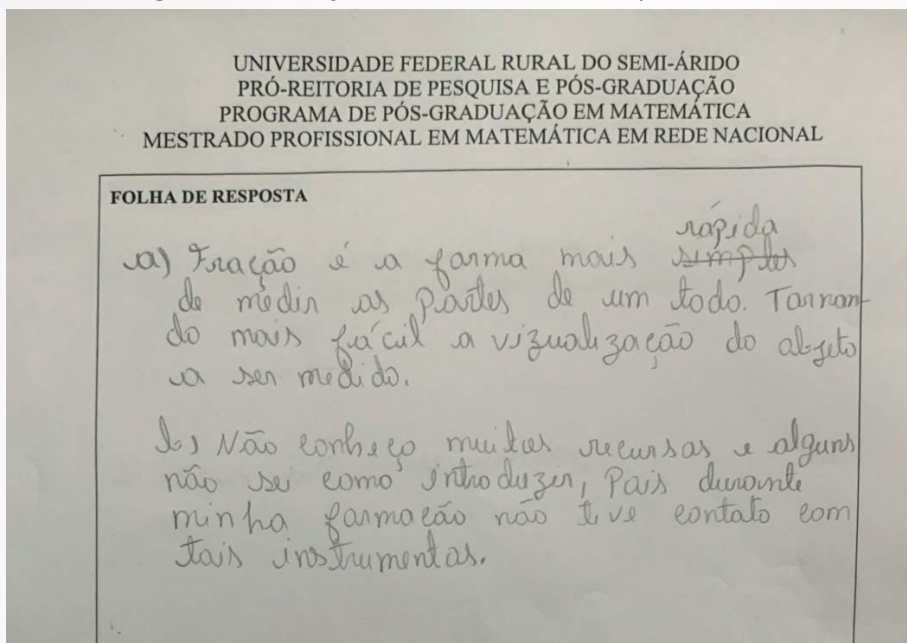 UNIVERSIDADE FEDERAL RURAL DO SEMI-ÁRIDO
PRÓ-REITORIA DE PESQUISA E PÓS-GRADUAÇÃO
PROGRAMA DE PÓS-GRADUAÇÃO EM MATEMÁTICA
MESTRADO PROFISSIONAL EM MATEMÁTICA EM REDE NACIONAL
FOLHA DE RESPOSTA
rápida
a) Fração é a forma mais simples
de medir as Partes de um todo. Tornan-
do mais fácil a vizualização do objeto
a ser medido.
b) Não conheço muitos recursos e alguns
não sei como introduzir, Pois durante
minha formação não tive contato com
tais instrumentos.